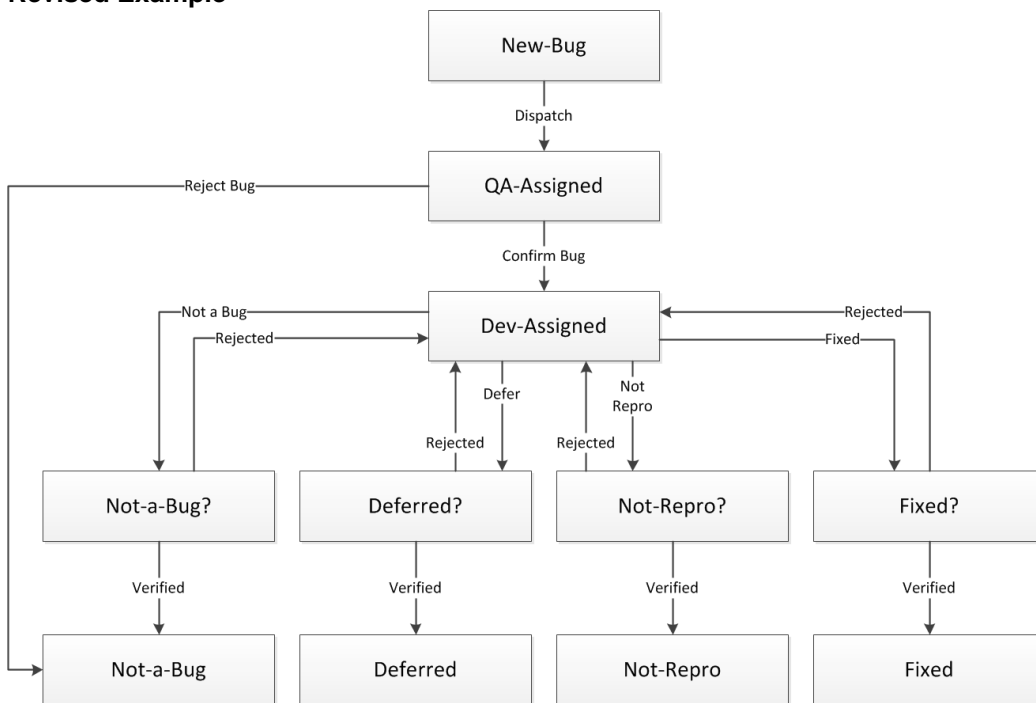 Revised Example
New-Bug
Dispatch
Reject Bug
QA-Assigned
Confirm Bug
Not a Bug
Dev-Assigned
Rejected
Rejected
Fixed
Defer
Not
Repro
Rejected
Rejected
Not-a-Bug?
Deferred?
Not-Repro?
Fixed?
Verified
Verified
Verified
Verified
Not-a-Bug
Deferred
Not-Repro
Fixed